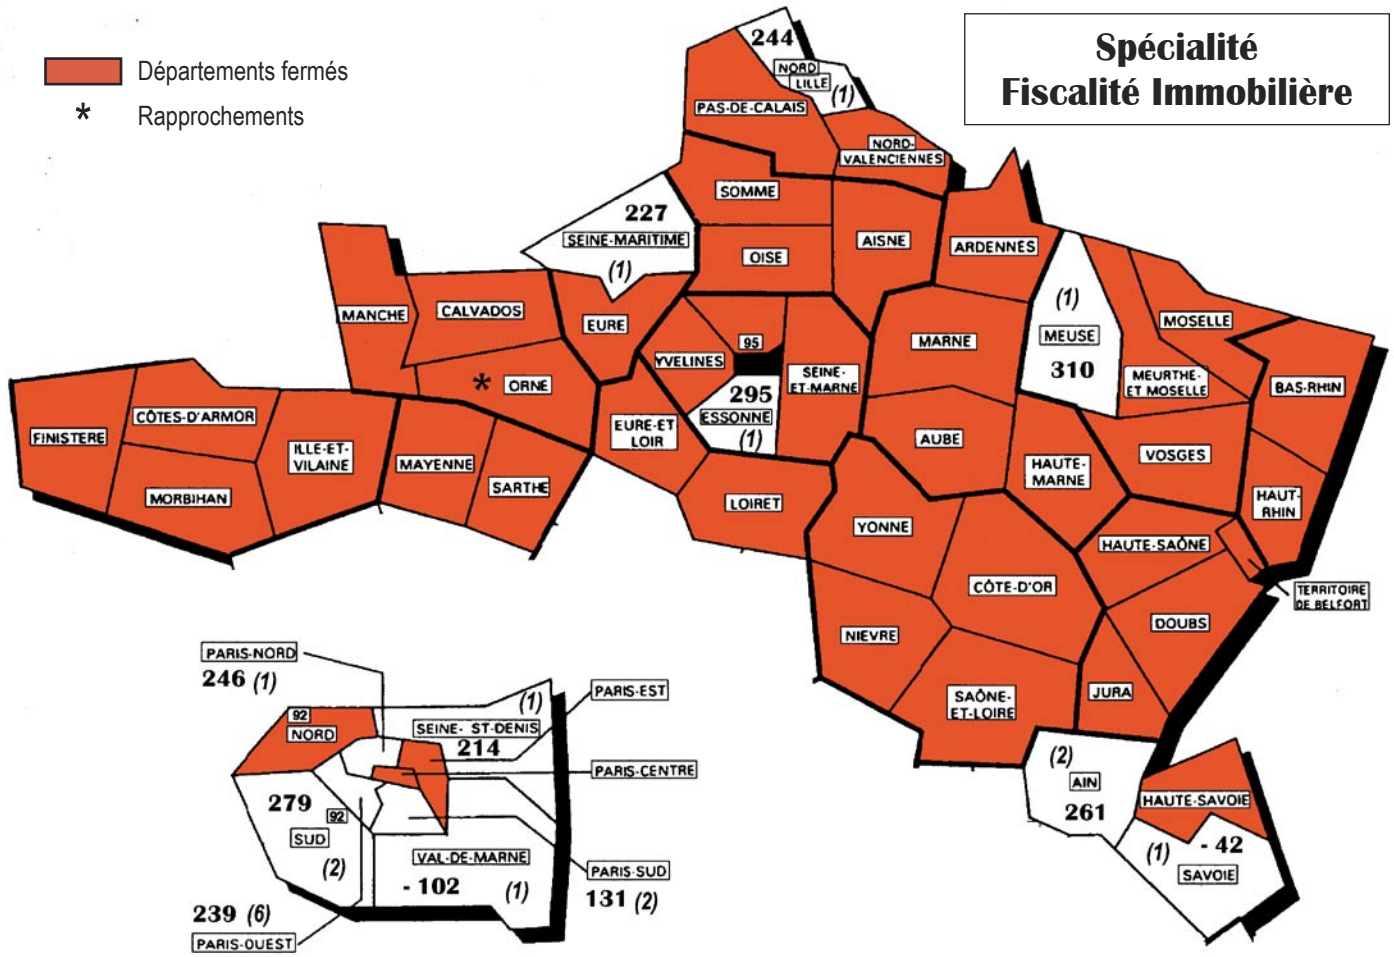 Spécialité
Fiscalité Immobilière
Départements fermés
* Rapprochements
244
NORD
LILLE
(1)
PAS-DE-CALAIS
NORD-
VALENCIENNES
SOMME
227
SEINE-MARITIME
(1)
OISE
AISNE
ARDENNES
MANCHE
CALVADOS
EURE
95
YVELINES
SEINE-
ET-MARNE
MARNE
(1)
MEUSE
310
MOSELLE
MEURTHE-
ET MOSELLE
BAS-RHIN
* ORNE
295
ESSONNE
(1)
FINISTERE
CÔTES-D'ARMOR
ILLE-ET-
VILAINE
MORBIHAN
MAYENNE
SARTHE
EURE-ET
LOIR
LOIRET
AUBE
HAUTE-
MARNE
VOSGES
HAUT-
RHIN
YONNE
HAUTE-SAÔNE
CÔTE-D'OR
TERRITOIRE
DE BELFORT
NIEVRE
DOUBS
SAÔNE-
ET-LOIRE
JURA
(2)
AIN
261
HAUTE-SAVOIE
(1)
- 42
SAVOIE
PARIS-NORD
246 (1)
PARIS-EST
92
NORD
(1)
SEINE- ST-DENIS
214
PARIS-CENTRE
279
92
SUD
(2)
VAL-DE-MARNE
- 102
(1)
PARIS-SUD
131 (2)
239 (6)
PARIS-OUEST